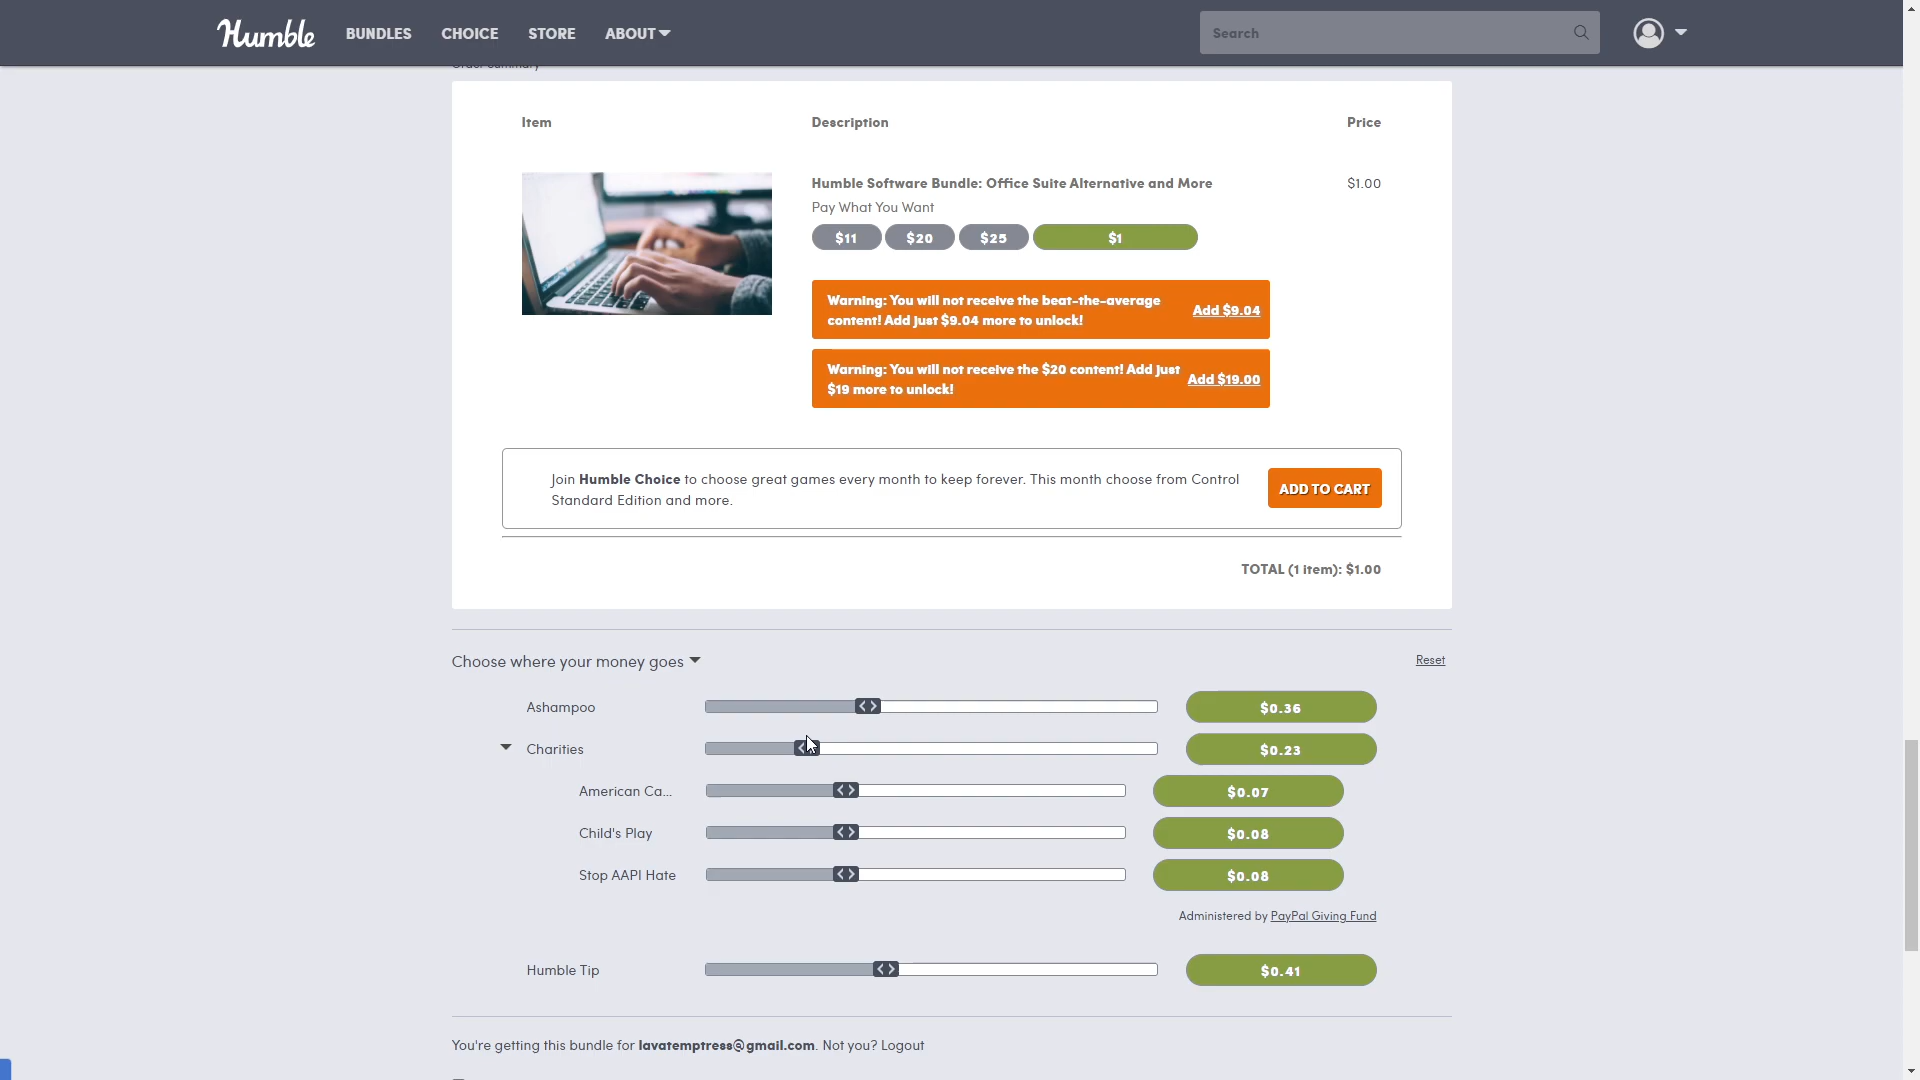 Humble BUNDLES CHOICE STORE ABOUT Search
Order Summary
Item Description Price
Humble Software Bundle: Office Suite Alternative and More $1.00
Pay What You Want
$11 $20 $25 $1
Warning: You will not receive the beat-the-average
content! Add just $9.04 more to unlock!
Add $9.04
Warning: You will not receive the $20 content! Add just
$19 more to unlock!
Add $19.00
Join Humble Choice to choose great games every month to keep forever. This month choose from Control
Standard Edition and more.
ADD TO CART
TOTAL (1 item): $1.00
Choose where your money goes Reset
Ashampoo $0.36
Charities $0.23
American Ca... $0.07
Child's Play $0.08
Stop AAPI Hate $0.08
Administered by PayPal Giving Fund
Humble Tip $0.41
You're getting this bundle for lavatemptress@gmail.com. Not you? Logout